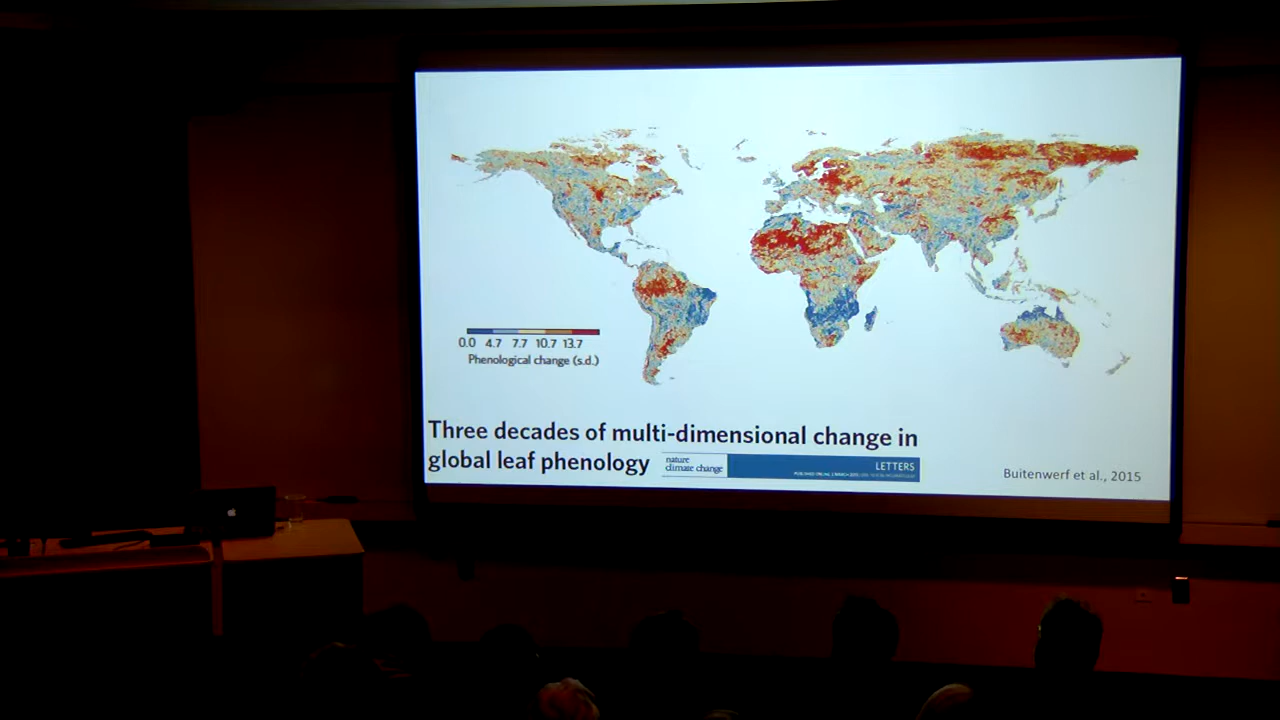 0.0 4.7 7.7 10.7 13.7
Phenological change (s.d.)
Three decades of multi-dimensional change in
global leaf phenology
nature
climate change
LETTERS
Buitenwerf et al., 2015